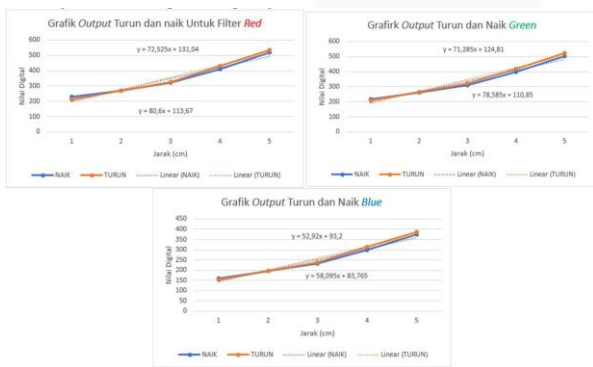 Grafik Output Turun dan naik Untuk Filter Red
600
500
400
300
200
100
0
Nilai Digital
y = 72,525x + 131,04
y = 80,6x + 113,67
1 2 3 4 5
Jarak (cm)
NAIK TURUN Linear (NAIK) Linear (TURUN)
Grafirk Output Turun dan Naik Green
600
500
400
300
200
100
0
Nilai Digital
y = 71,285x + 124,81
y = 78,585x + 110,85
1 2 3 4 5
Jarak (cm)
NAIK TURUN Linear (NAIK) Linear (TURUN)
Grafik Output Turun dan Naik Blue
450
400
350
300
250
200
150
100
50
0
Nilai Digital
y = 52,92x + 93,2
y = 58,095x + 83,765
1 2 3 4 5
Jarak (cm)
NAIK TURUN Linear (NAIK) Linear (TURUN)